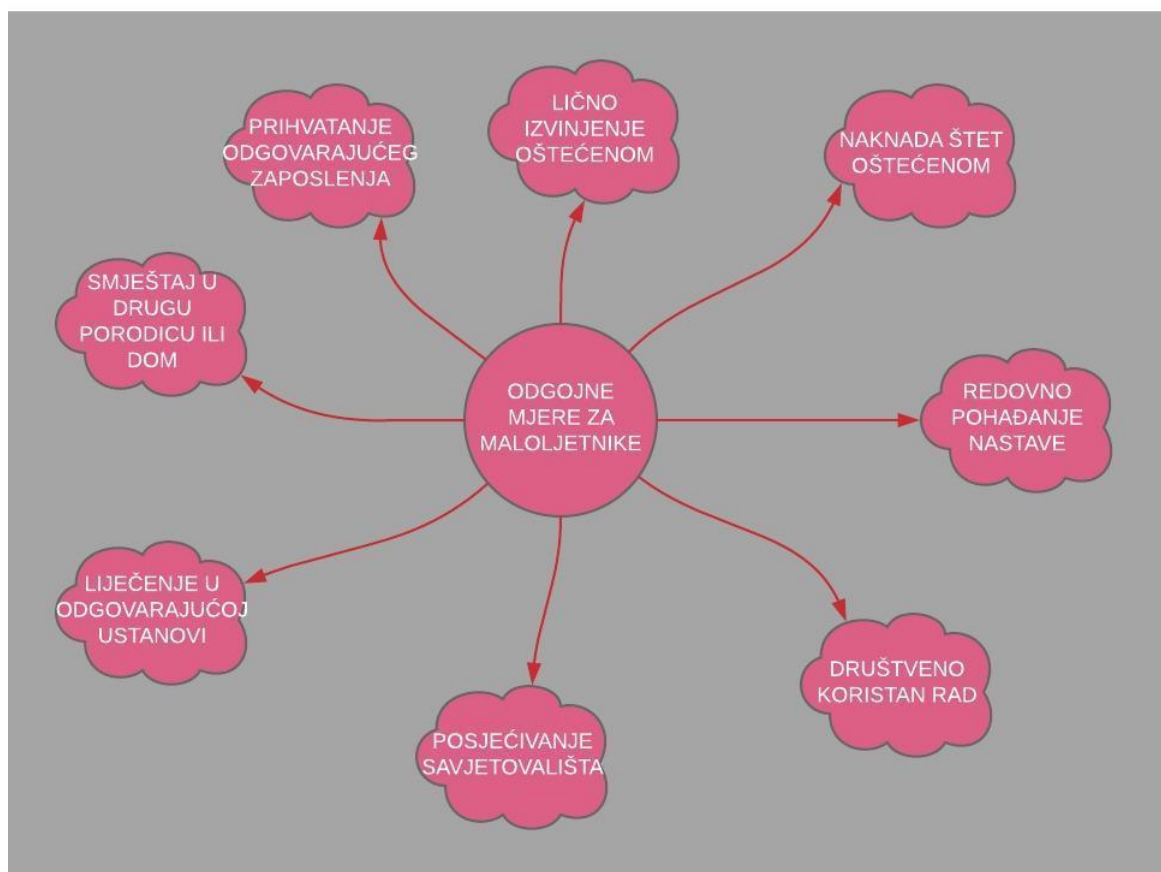 PRIHVATANJE
ODGOVARAJUĆEG
ZAPOSLENJA
LIČNO
IZVINJENJE
OŠTEĆENOM
NAKNADA ŠTET
OŠTEĆENOM
SMJEŠTAJ U
DRUGU
PORODICU ILI
DOM
ODGOJNE
MJERE ZA
MALOLJETNIKE
REDOVNO
POHAĐANJE
NASTAVE
LIJEČENJE U
ODGOVARAJUĆOJ
USTANOVI
DRUŠTVENO
KORISTAN RAD
POSJEĆIVANJE
SAVJETOVALIŠTA